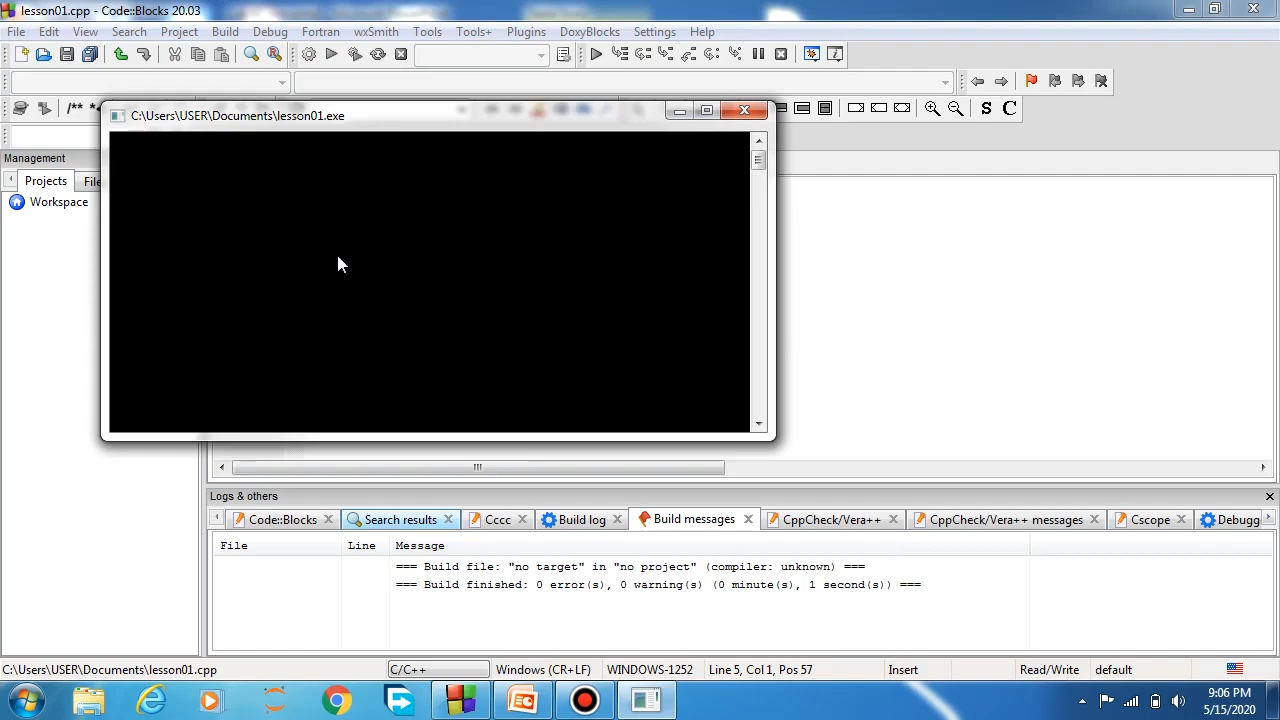 lesson01.cpp - Code::Blocks 20.03
File Edit View Search Project Build Debug Fortran wxSmith Tools Tools+ Plugins DoxyBlocks Settings Help
/** *
S C
C:\Users\USER\Documents\lesson01.exe
Management
Projects File
Workspace
Logs & others
Code::Blocks Search results Cccc Build log Build messages CppCheck/Vera++ CppCheck/Vera++ messages Cscope Debugg
File Line Message
=== Build file: "no target" in "no project" (compiler: unknown) ===
=== Build finished: 0 error(s), 0 warning(s) (0 minute(s), 1 second(s)) ===
C:\Users\USER\Documents\lesson01.cpp C/C++ Windows (CR+LF) WINDOWS-1252 Line 5, Col 1, Pos 57 Insert Read/Write default
9:06 PM
5/15/2020